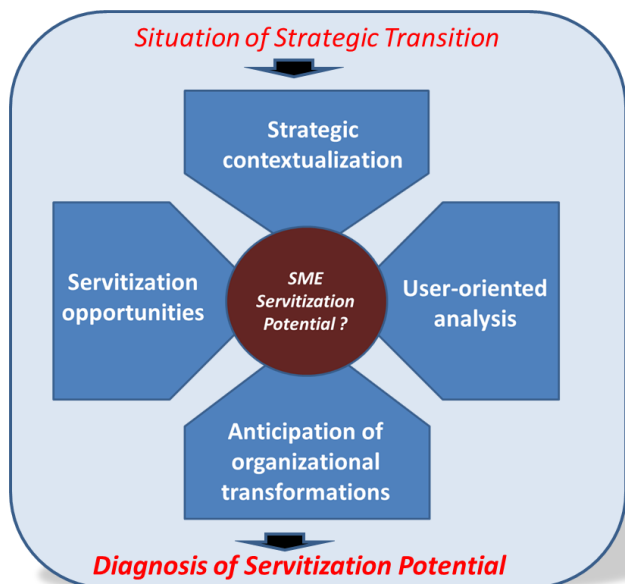 Situation of Strategic Transition
Strategic
contextualization
Servitization
opportunities
SME
Servitization
Potential ?
User-oriented
analysis
Anticipation of
organizational
transformations
Diagnosis of Servitization Potential